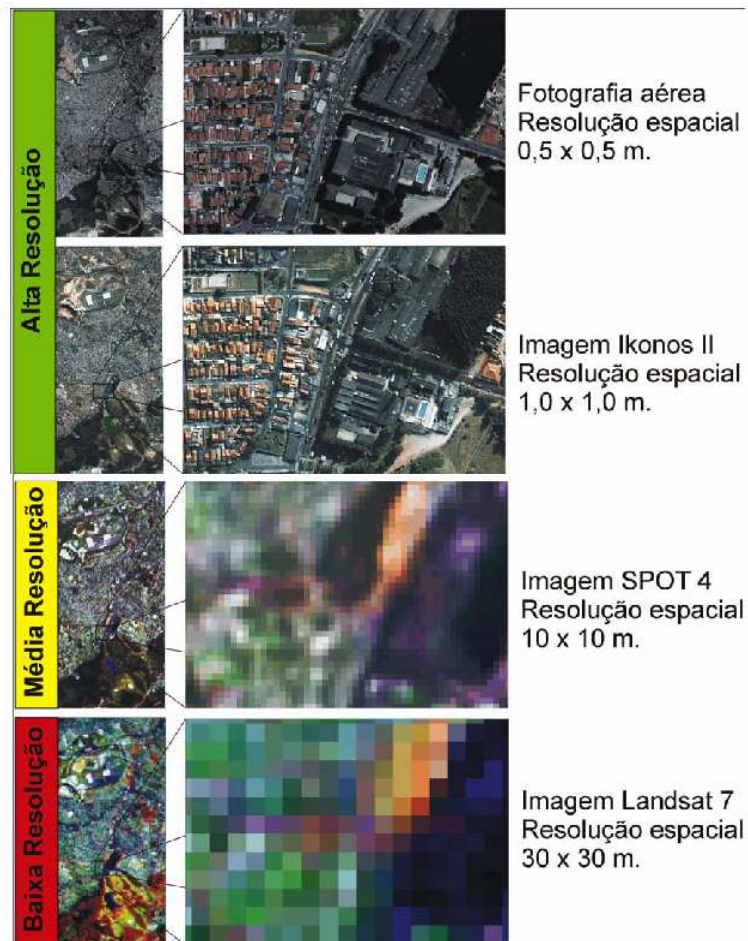 Alta Resolução
Fotografia aérea
Resolução espacial
0,5 x 0,5 m.
Imagem Ikonos II
Resolução espacial
1,0 x 1,0 m.
Média Resolução
Imagem SPOT 4
Resolução espacial
10 x 10 m.
Baixa Resolução
Imagem Landsat 7
Resolução espacial
30 x 30 m.